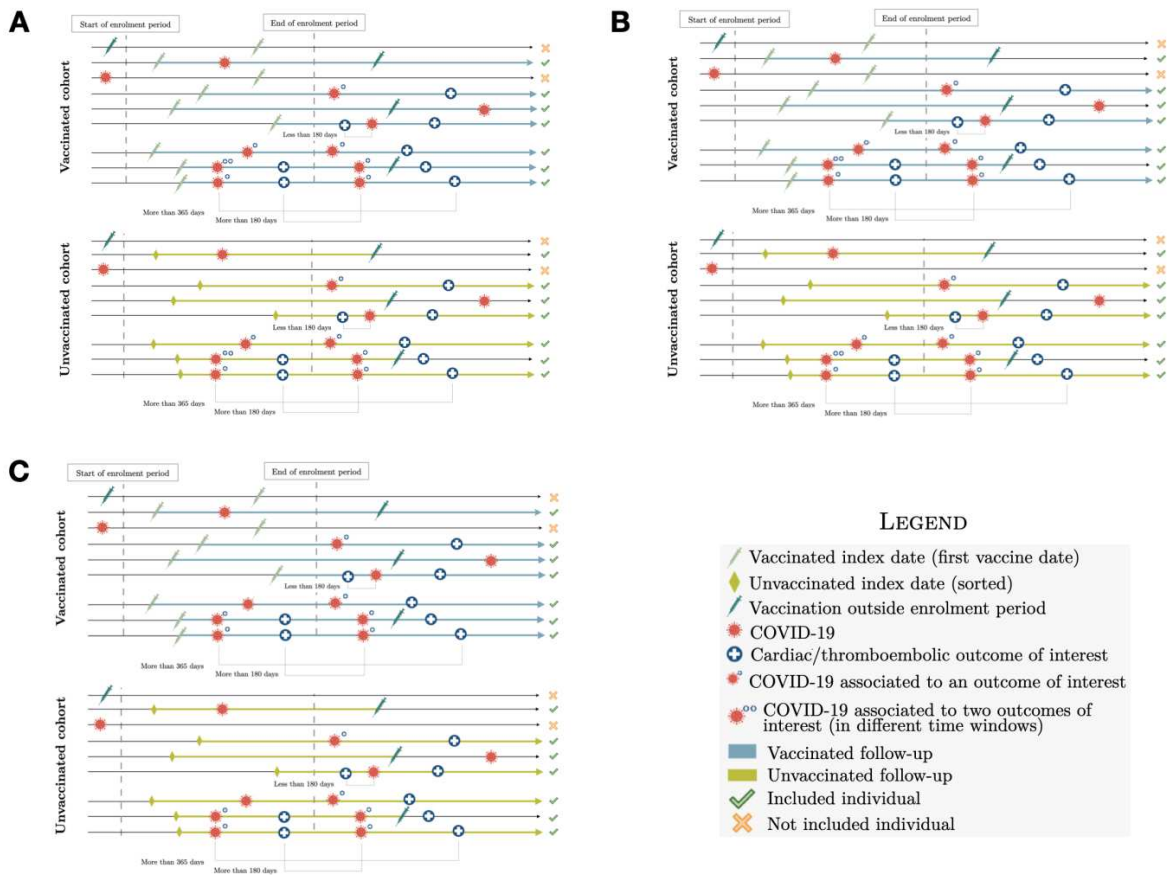 A
Start of enrolment period
End of enrolment period
Vaccinated cohort
Less than 180 days
More than 365 days
More than 180 days
Unvaccinated cohort
Less than 180 days
More than 365 days
More than 180 days
B
Start of enrolment period
End of enrolment period
Vaccinated cohort
Less than 180 days
More than 365 days
More than 180 days
Unvaccinated cohort
Less than 180 days
More than 365 days
More than 180 days
C
Start of enrolment period
End of enrolment period
Vaccinated cohort
Less than 180 days
More than 365 days
More than 180 days
Unvaccinated cohort
Less than 180 days
More than 365 days
More than 180 days
LEGEND
Vaccinated index date (first vaccine date)
Unvaccinated index date (sorted)
Vaccination outside enrolment period
COVID-19
Cardiac/thromboembolic outcome of interest
COVID-19 associated to an outcome of interest
COVID-19 associated to two outcomes of
interest (in different time windows)
Vaccinated follow-up
Unvaccinated follow-up
Included individual
Not included individual